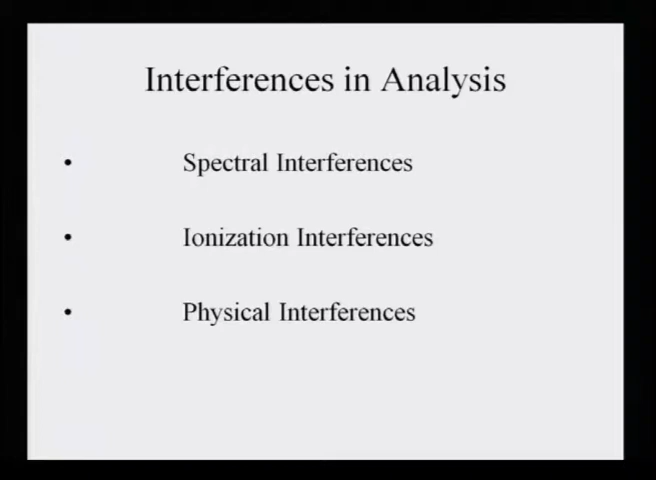 Interferences in Analysis
• Spectral Interferences
• Ionization Interferences
• Physical Interferences